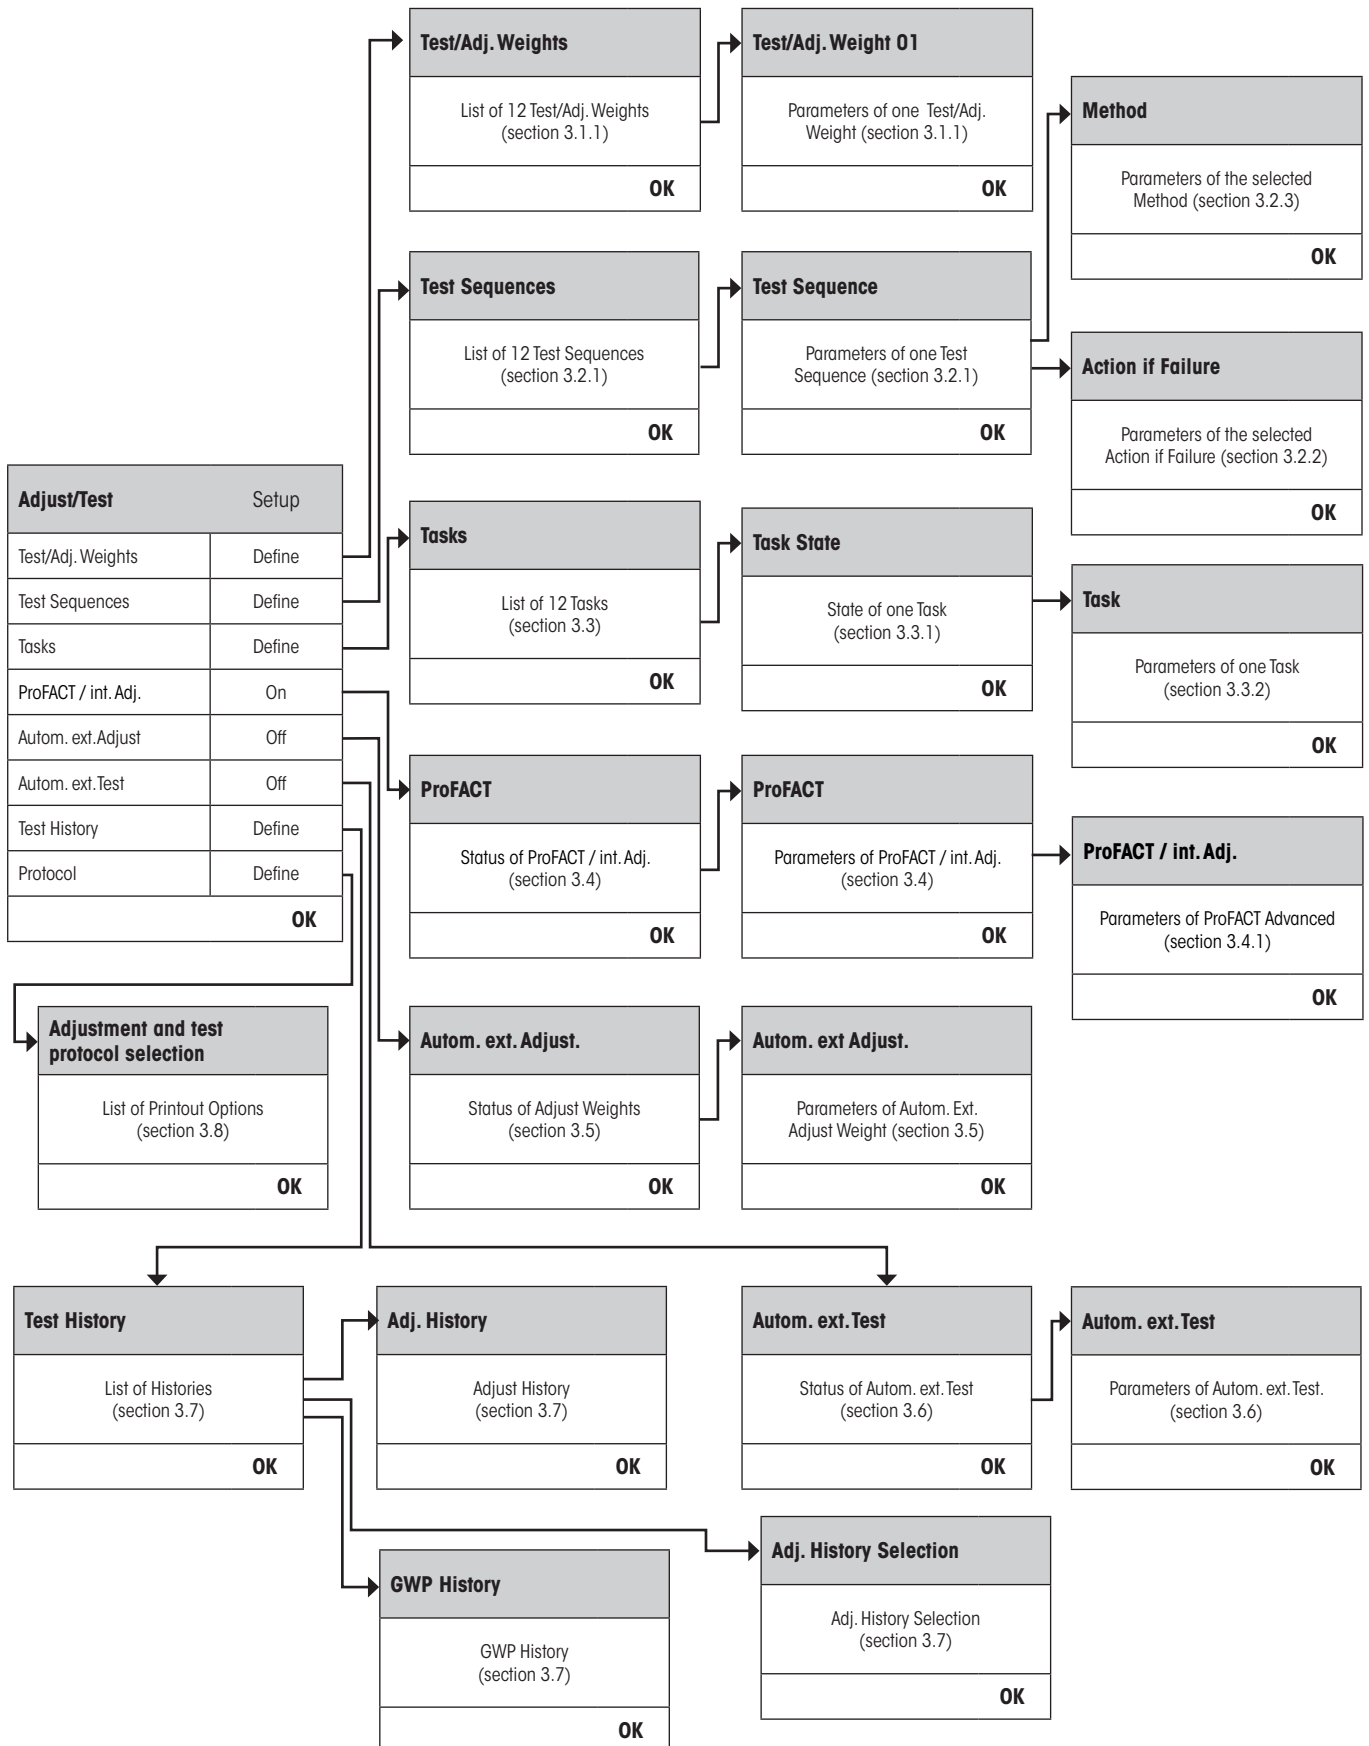 Test/Adj. Weights
List of 12 Test/Adj. Weights
(section 3.1.1)
OK
Test/Adj. Weight 01
Parameters of one Test/Adj.
Weight (section 3.1.1)
OK
Method
Parameters of the selected
Method (section 3.2.3)
OK
Test Sequences
List of 12 Test Sequences
(section 3.2.1)
OK
Test Sequence
Parameters of one Test
Sequence (section 3.2.1)
OK
Action if Failure
Parameters of the selected
Action if Failure (section 3.2.2)
OK
Adjust/Test Setup
Test/Adj. Weights Define
Test Sequences Define
Tasks Define
ProFACT / int. Adj. On
Autom. ext.Adjust Off
Autom. ext.Test Off
Test History Define
Protocol Define
OK
Tasks
List of 12 Tasks
(section 3.3)
OK
Task State
State of one Task
(section 3.3.1)
OK
Task
Parameters of one Task
(section 3.3.2)
OK
ProFACT
Status of ProFACT / int. Adj.
(section 3.4)
OK
ProFACT
Parameters of ProFACT / int. Adj.
(section 3.4)
OK
ProFACT / int. Adj.
Parameters of ProFACT Advanced
(section 3.4.1)
OK
Adjustment and test
protocol selection
List of Printout Options
(section 3.8)
OK
Autom. ext. Adjust.
Status of Adjust Weights
(section 3.5)
OK
Autom. ext Adjust.
Parameters of Autom. Ext.
Adjust Weight (section 3.5)
OK
Test History
List of Histories
(section 3.7)
OK
Adj. History
Adjust History
(section 3.7)
OK
Autom. ext.Test
Status of Autom. ext.Test
(section 3.6)
OK
Autom. ext.Test
Parameters of Autom. ext.Test.
(section 3.6)
OK
GWP History
GWP History
(section 3.7)
OK
Adj. History Selection
Adj. History Selection
(section 3.7)
OK